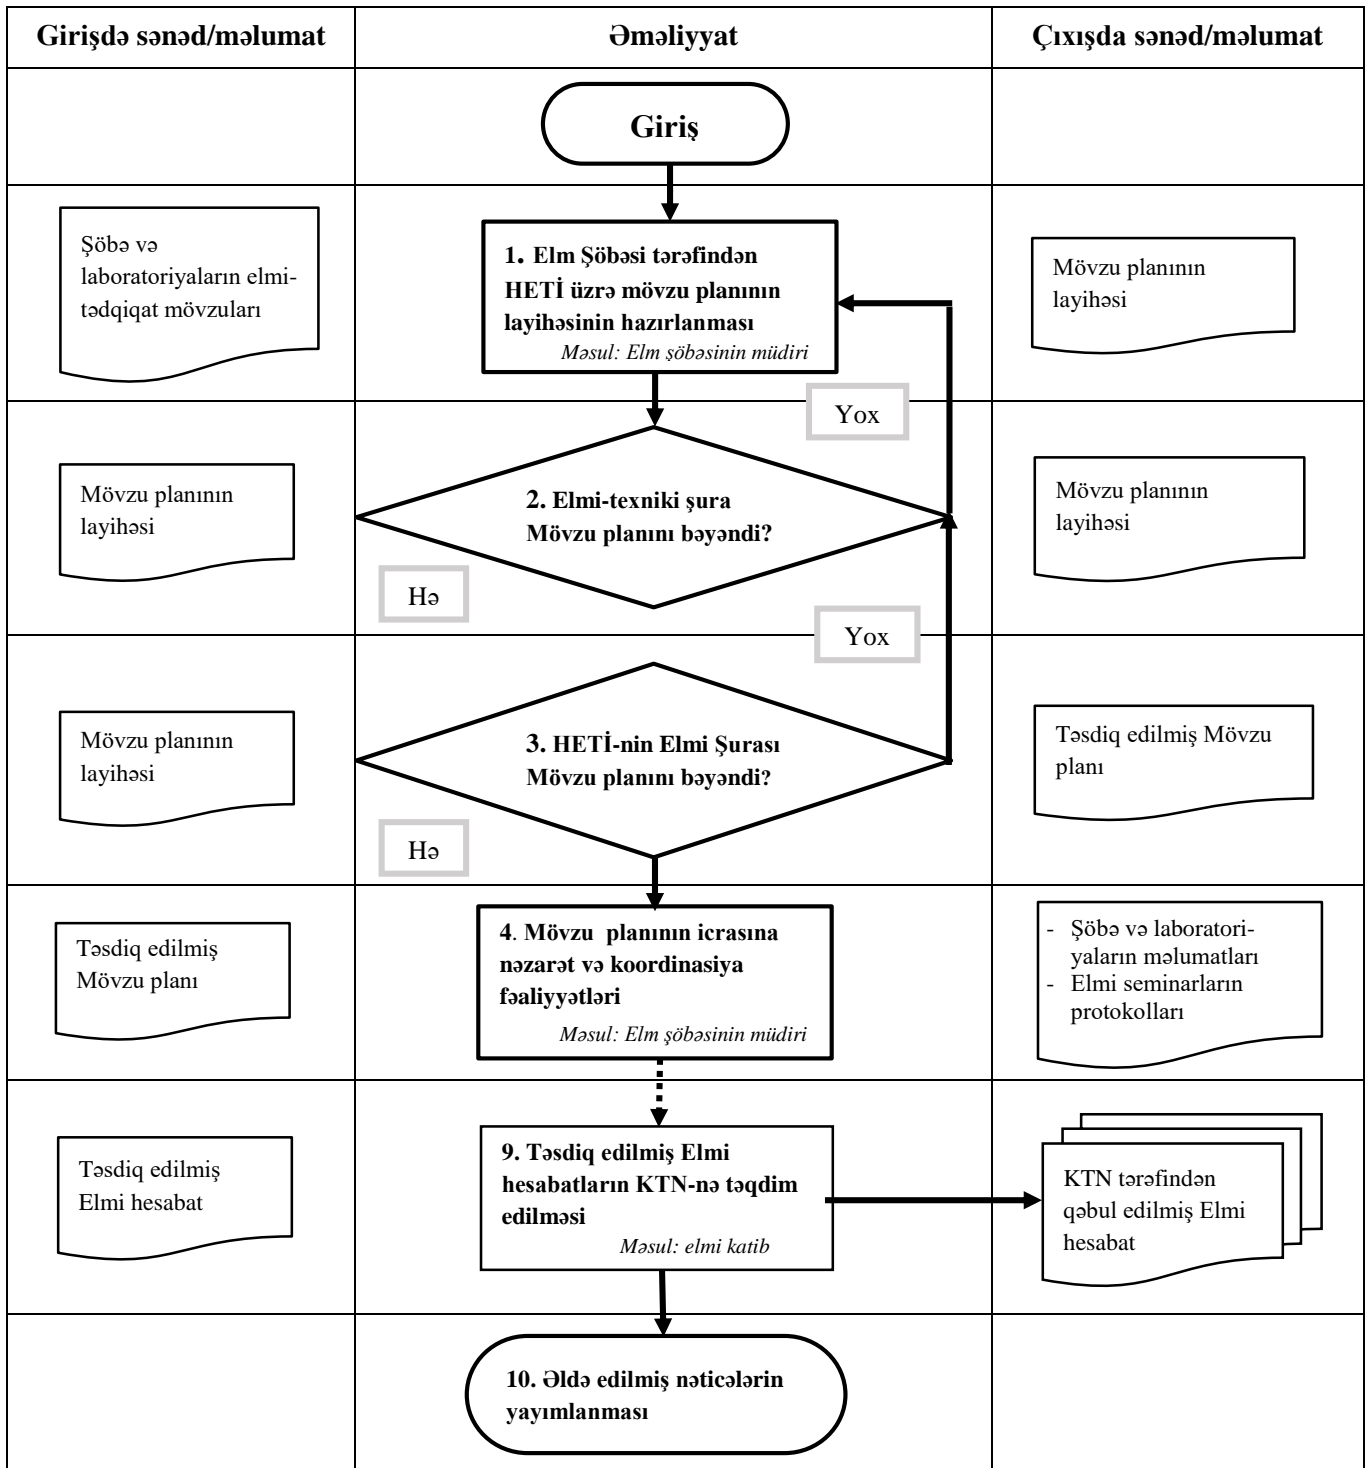 Girişdə sənəd/məlumat
Əməliyyat
Çıxışda sənəd/məlumat
Giriş
Şöbə və
laboratoriyaların elmi-
tədqiqat mövzuları
1. Elm Şöbəsi tərəfindən
HETİ üzrə mövzu planının
layihəsinin hazırlanması
Məsul: Elm şöbəsinin müdiri
Mövzu planının
layihəsi
Yox
Mövzu planının
layihəsi
2. Elmi-texniki şura
Mövzu planını bəyəndi?
Mövzu planının
layihəsi
Hə
Yox
Mövzu planının
layihəsi
3. HETİ-nin Elmi Şurası
Mövzu planını bəyəndi?
Təsdiq edilmiş Mövzu
planı
Hə
Təsdiq edilmiş
Mövzu planı
4. Mövzu planının icrasına
nəzarət və koordinasiya
fəaliyyətləri
Məsul: Elm şöbəsinin müdiri
- Şöbə və laboratori-
yaların məlumatları
- Elmi seminarların
protokolları
Təsdiq edilmiş
Elmi hesabat
9. Təsdiq edilmiş Elmi
hesabatların KTN-nə təqdim
edilməsi
Məsul: elmi katib
KTN tərəfindən
qəbul edilmiş Elmi
hesabat
10. Əldə edilmiş nəticələrin
yayımlanması